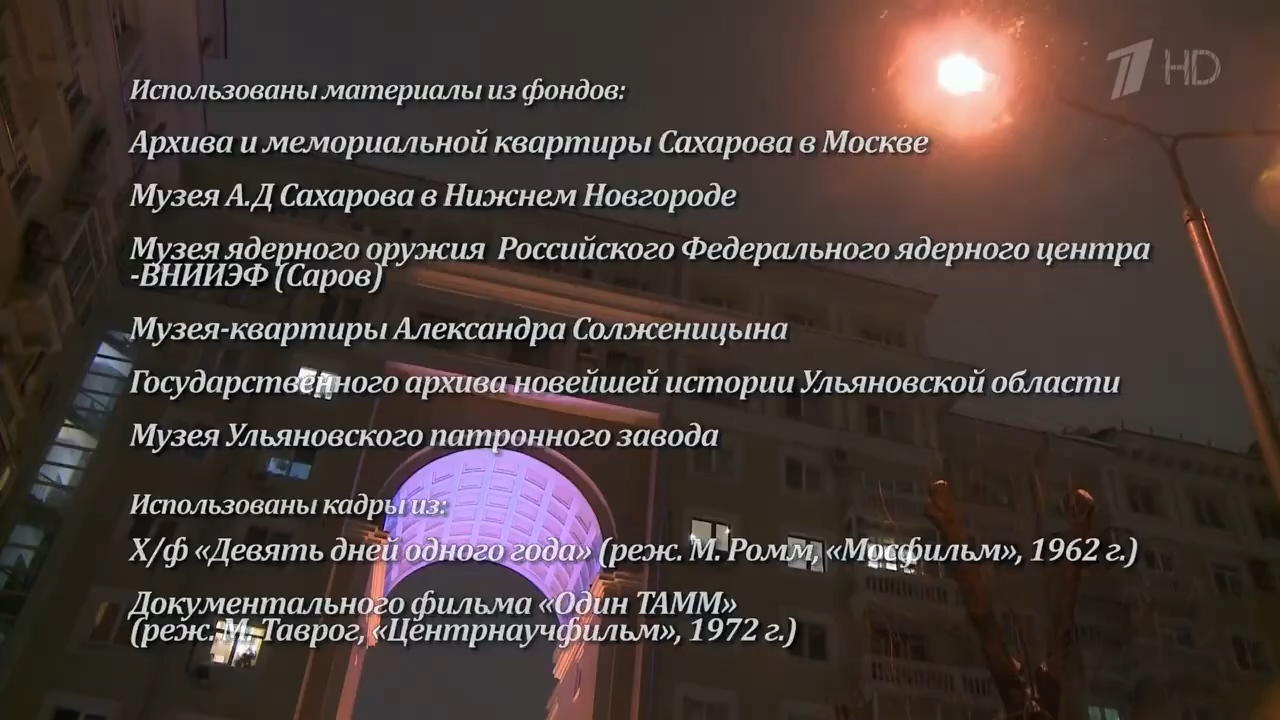 1 HD
Использованы материалы из фондов:
Архива и мемориальной квартиры Сахарова в Москве
Музея А.Д Сахарова в Нижнем Новгороде
Музея ядерного оружия Российского Федерального ядерного центра
-ВНИИЭФ (Саров)
Музея-квартиры Александра Солженицына
Государственного архива новейшей истории Ульяновской области
Музея Ульяновского патронного завода
Использованы кадры из:
Х/ф «Девять дней одного года» (реж. М. Ромм, «Мосфильм», 1962 г.)
Документального фильма «Один ТАММ»
(реж. М. Таврог, «Центрнаучфильм», 1972 г.)